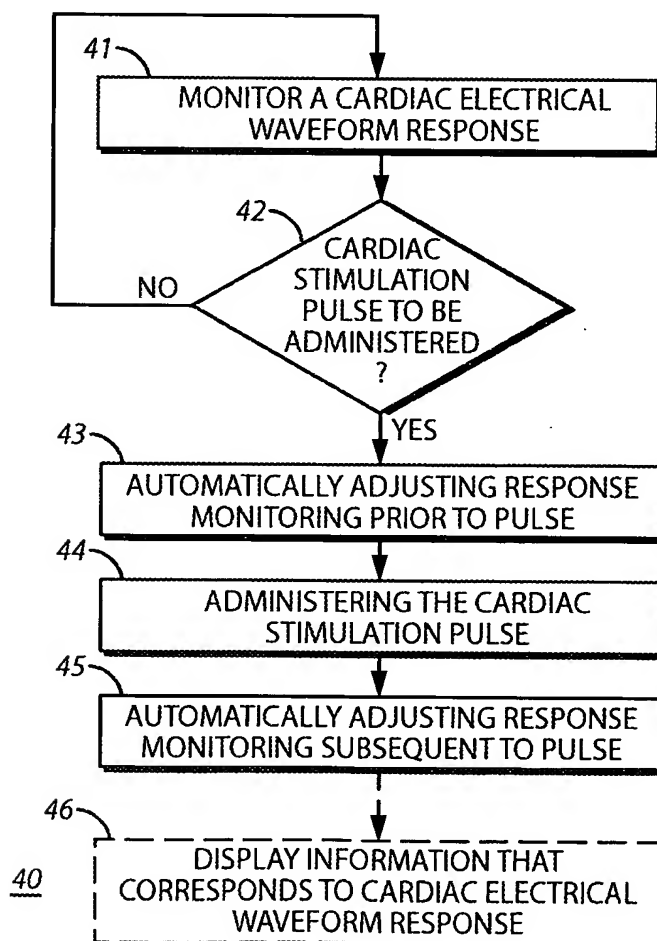 41
MONITOR A CARDIAC ELECTRICAL
WAVEFORM RESPONSE
42
CARDIAC
STIMULATION
PULSE TO BE
ADMINISTERED
?
NO
YES
43
AUTOMATICALLY ADJUSTING RESPONSE
MONITORING PRIOR TO PULSE
44
ADMINISTERING THE CARDIAC
STIMULATION PULSE
45
AUTOMATICALLY ADJUSTING RESPONSE
MONITORING SUBSEQUENT TO PULSE
46
DISPLAY INFORMATION THAT
CORRESPONDS TO CARDIAC ELECTRICAL
WAVEFORM RESPONSE
40